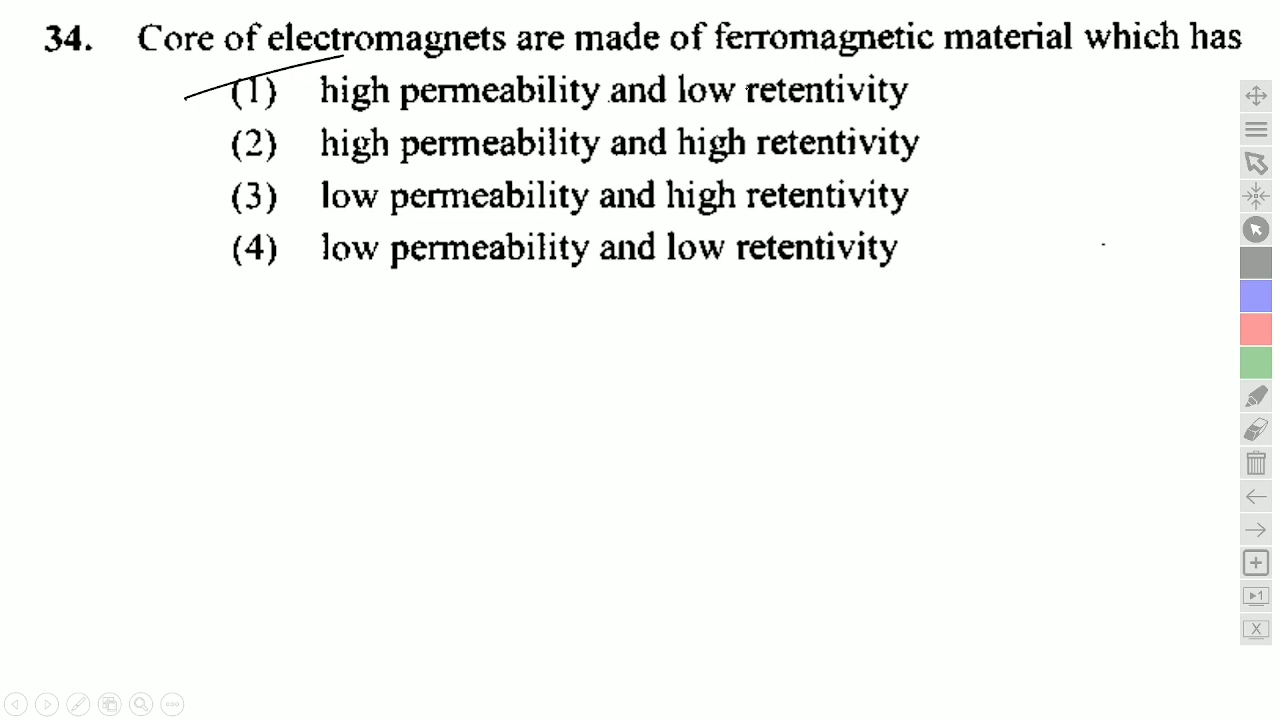 34. Core of electromagnets are made of ferromagnetic material which has
(1) high permeability and low retentivity
(2) high permeability and high retentivity
(3) low permeability and high retentivity
(4) low permeability and low retentivity
1
X